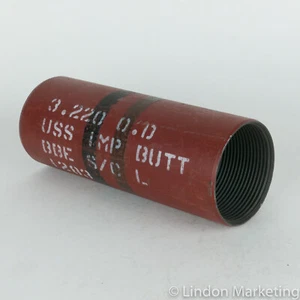 3.220 O.D
USS IMP BUTT
BBE S/C L
© Lindon Marketing